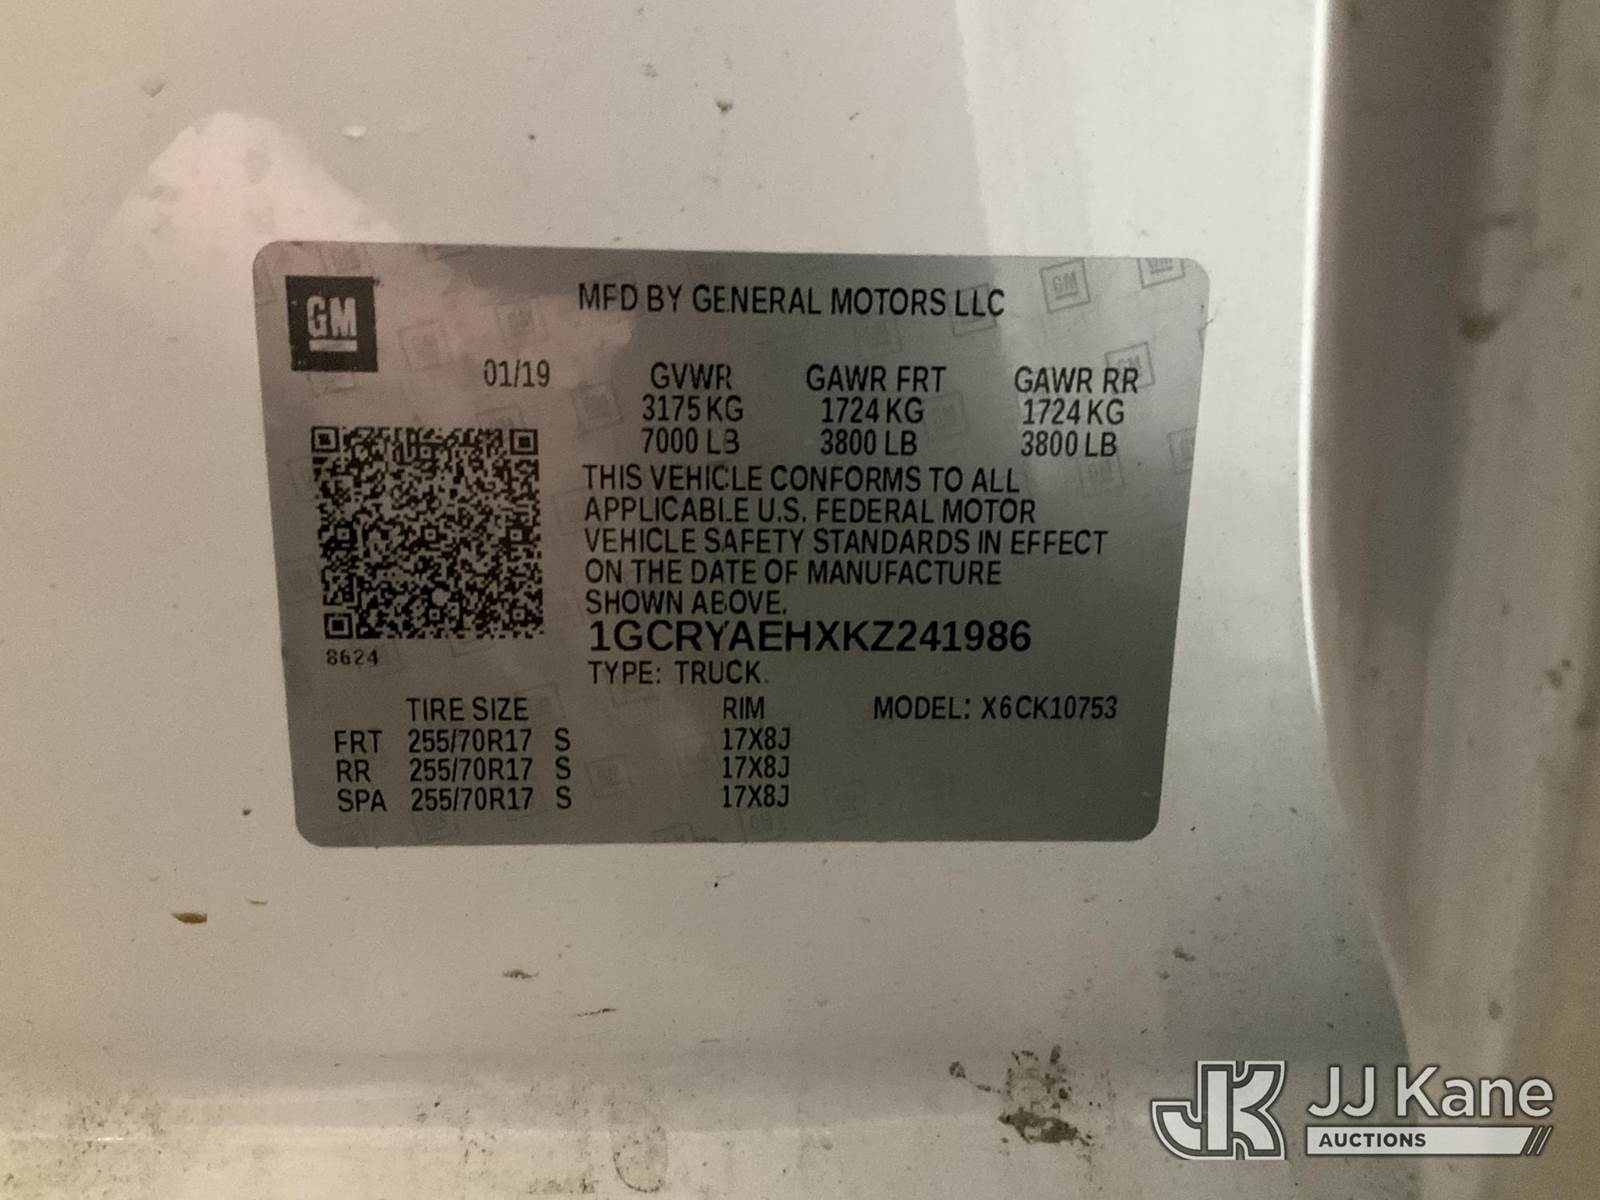 GM
MFD BY GENERAL MOTORS LLC
01/19 GVWR GAWR FRT GAWR RR
3175 KG 1724 KG 1724 KG
7000 LB 3800 LB 3800 LB
THIS VEHICLE CONFORMS TO ALL
APPLICABLE U.S. FEDERAL MOTOR
VEHICLE SAFETY STANDARDS IN EFFECT
ON THE DATE OF MANUFACTURE
SHOWN ABOVE.
1GCRYAEHXKZ241986
8624
TYPE: TRUCK
TIRE SIZE RIM MODEL: X6CK10753
FRT 255/70R17 S 17X8J
RR 255/70R17 S 17X8J
SPA 255/70R17 S 17X8J
JK JJ Kane
AUCTIONS